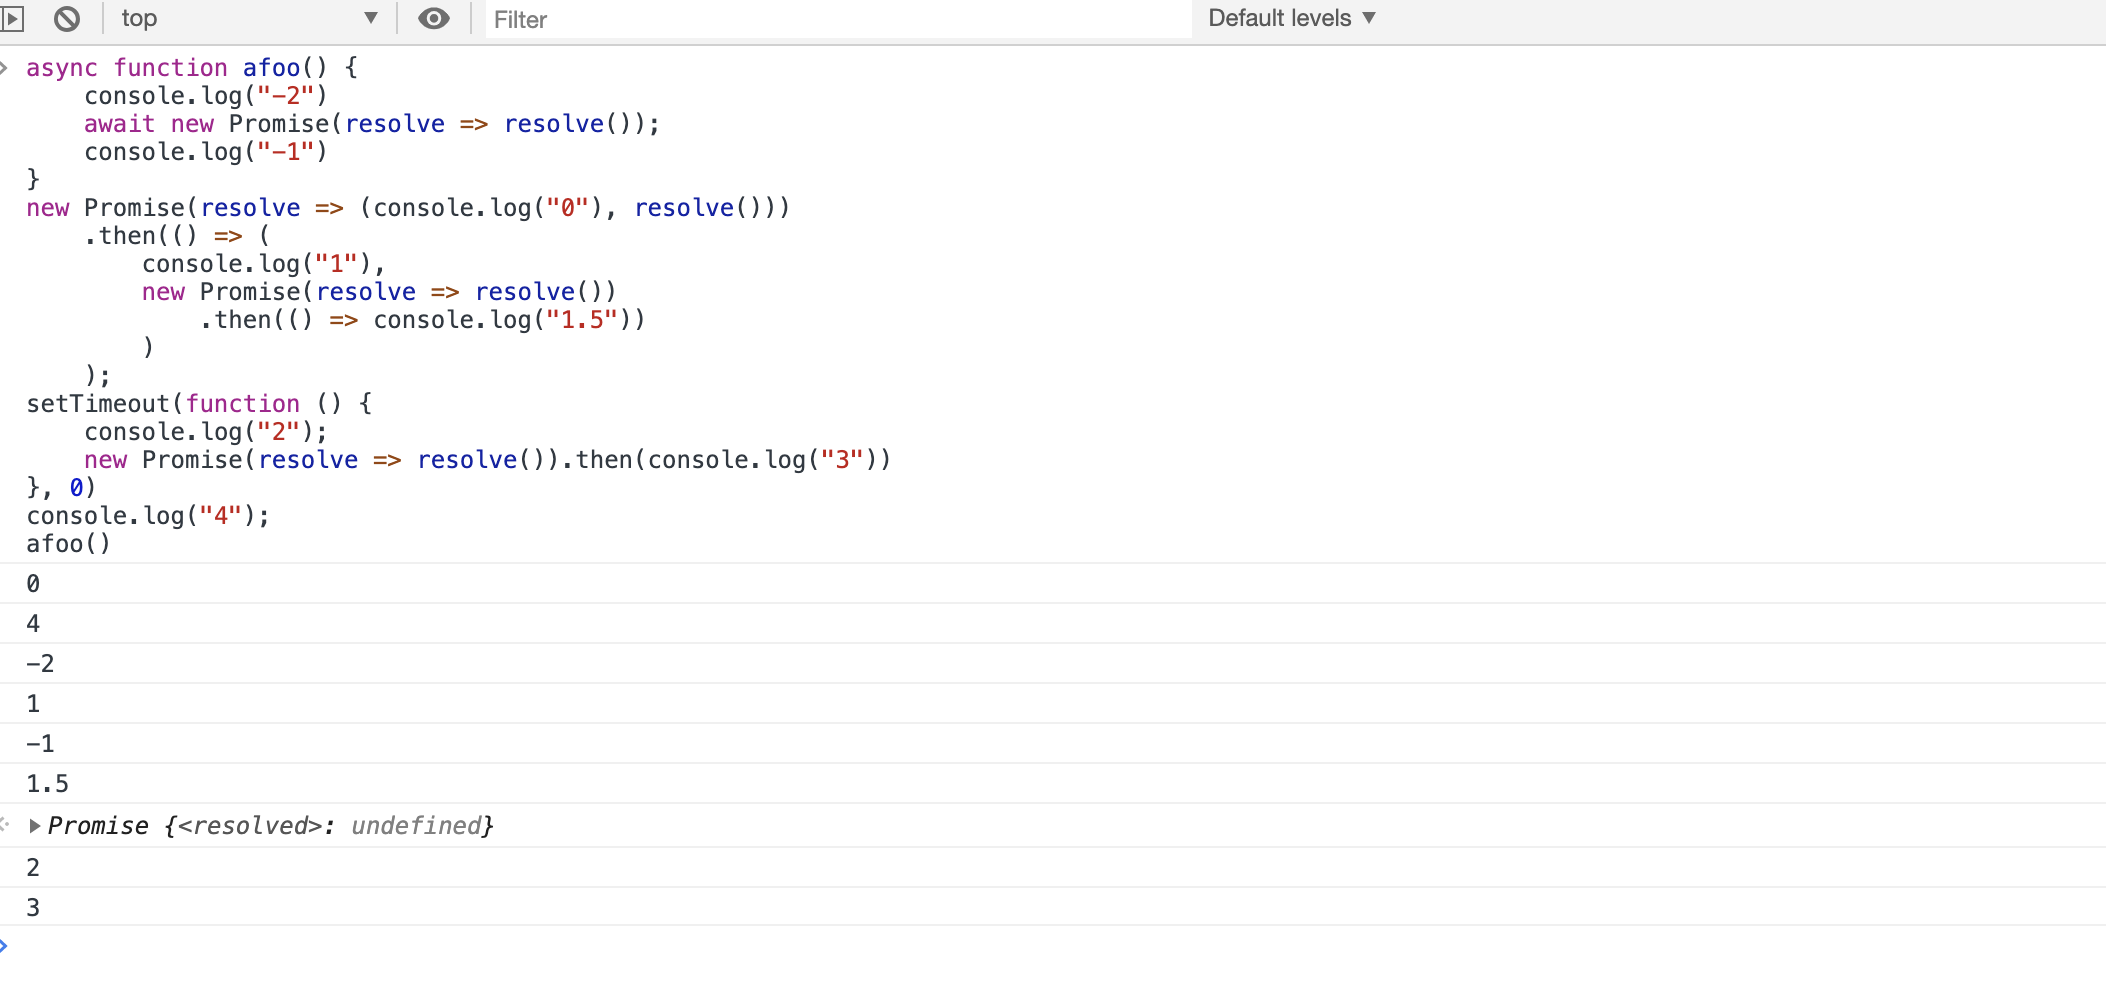 top Filter Default levels
async function afoo() {
    console.log("-2")
    await new Promise(resolve => resolve());
    console.log("-1")
}
new Promise(resolve => (console.log("0"), resolve()))
    .then(() => (
        console.log("1"),
        new Promise(resolve => resolve())
            .then(() => console.log("1.5"))
        )
    );
setTimeout(function () {
    console.log("2");
    new Promise(resolve => resolve()).then(console.log("3"))
}, 0)
console.log("4");
afoo()
0
4
-2
1
-1
1.5
Promise {<resolved>: undefined}
2
3